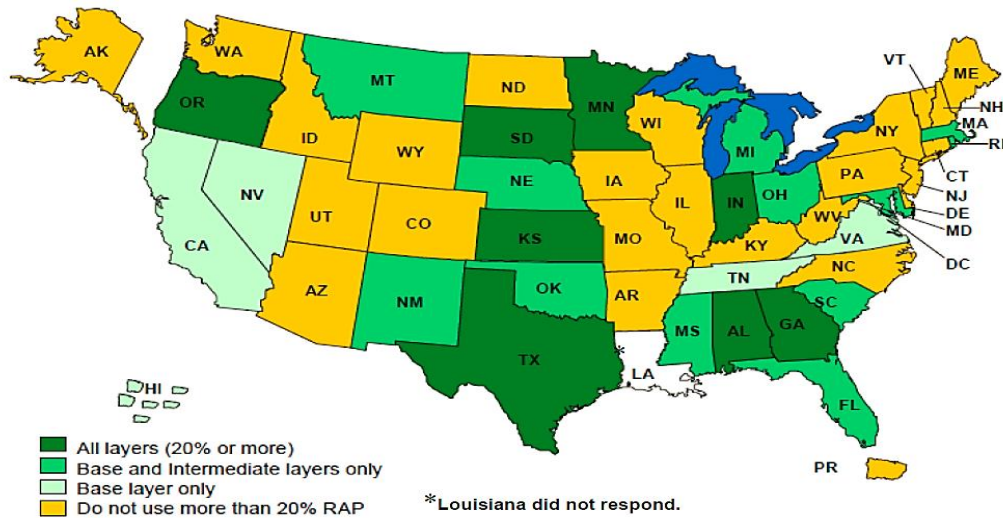 AK
WA
MT
ND
MN
VT
ME
NH
MA
RI
OR
ID
WY
SD
WI
MI
NY
CT
NJ
DE
MD
DC
NV
UT
CO
NE
IA
IL
IN
OH
PA
WV
VA
CA
AZ
NM
KS
OK
MO
KY
TN
NC
AR
SC
TX
*
LA
MS
AL
GA
FL
HI
PR
All layers (20% or more)
Base and Intermediate layers only
Base layer only
Do not use more than 20% RAP
*Louisiana did not respond.